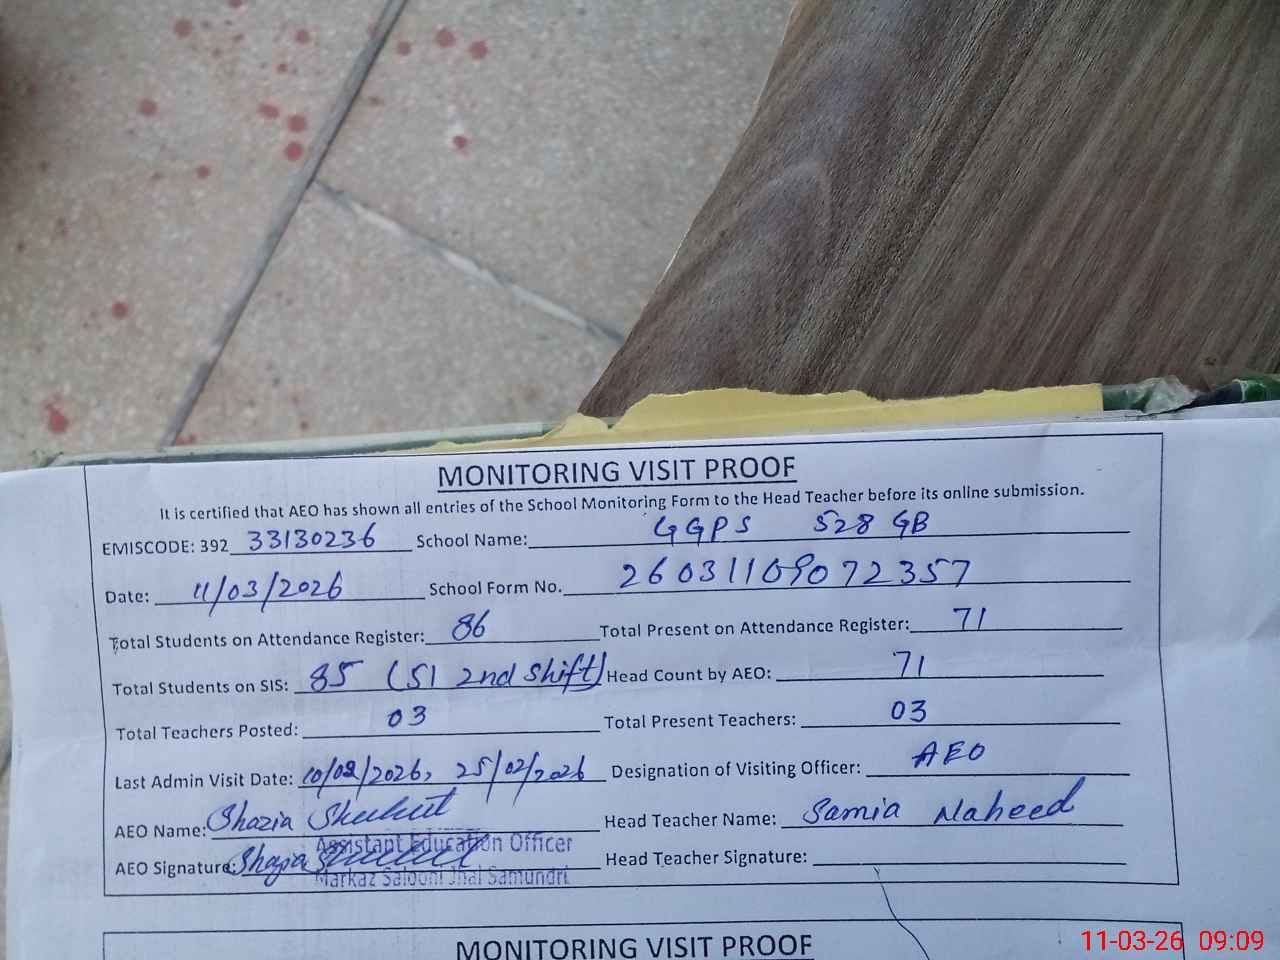 MONITORING VISIT PROOF
It is certified that AEO has shown all entries of the School Monitoring Form to the Head Teacher before its online submission.
EMISCODE: 392 33130236 School Name: GGPS 528 GB
Date: 11/03/2026 School Form No. 26031109072357
Total Students on Attendance Register: 86 Total Present on Attendance Register: 71
Total Students on SIS: 85 (51 2nd shift) Head Count by AEO: 71
Total Teachers Posted: 03 Total Present Teachers: 03
Last Admin Visit Date: 10/02/2026, 25/02/2026 Designation of Visiting Officer: AEO
AEO Name: Shazia Head Teacher Name: Samia Naheed
Assistant Education Officer
AEO Signature: Shazia Head Teacher Signature:
Markaz Salooni Jhal Samundri
MONITORING VISIT PROOF
11-03-26 09:09